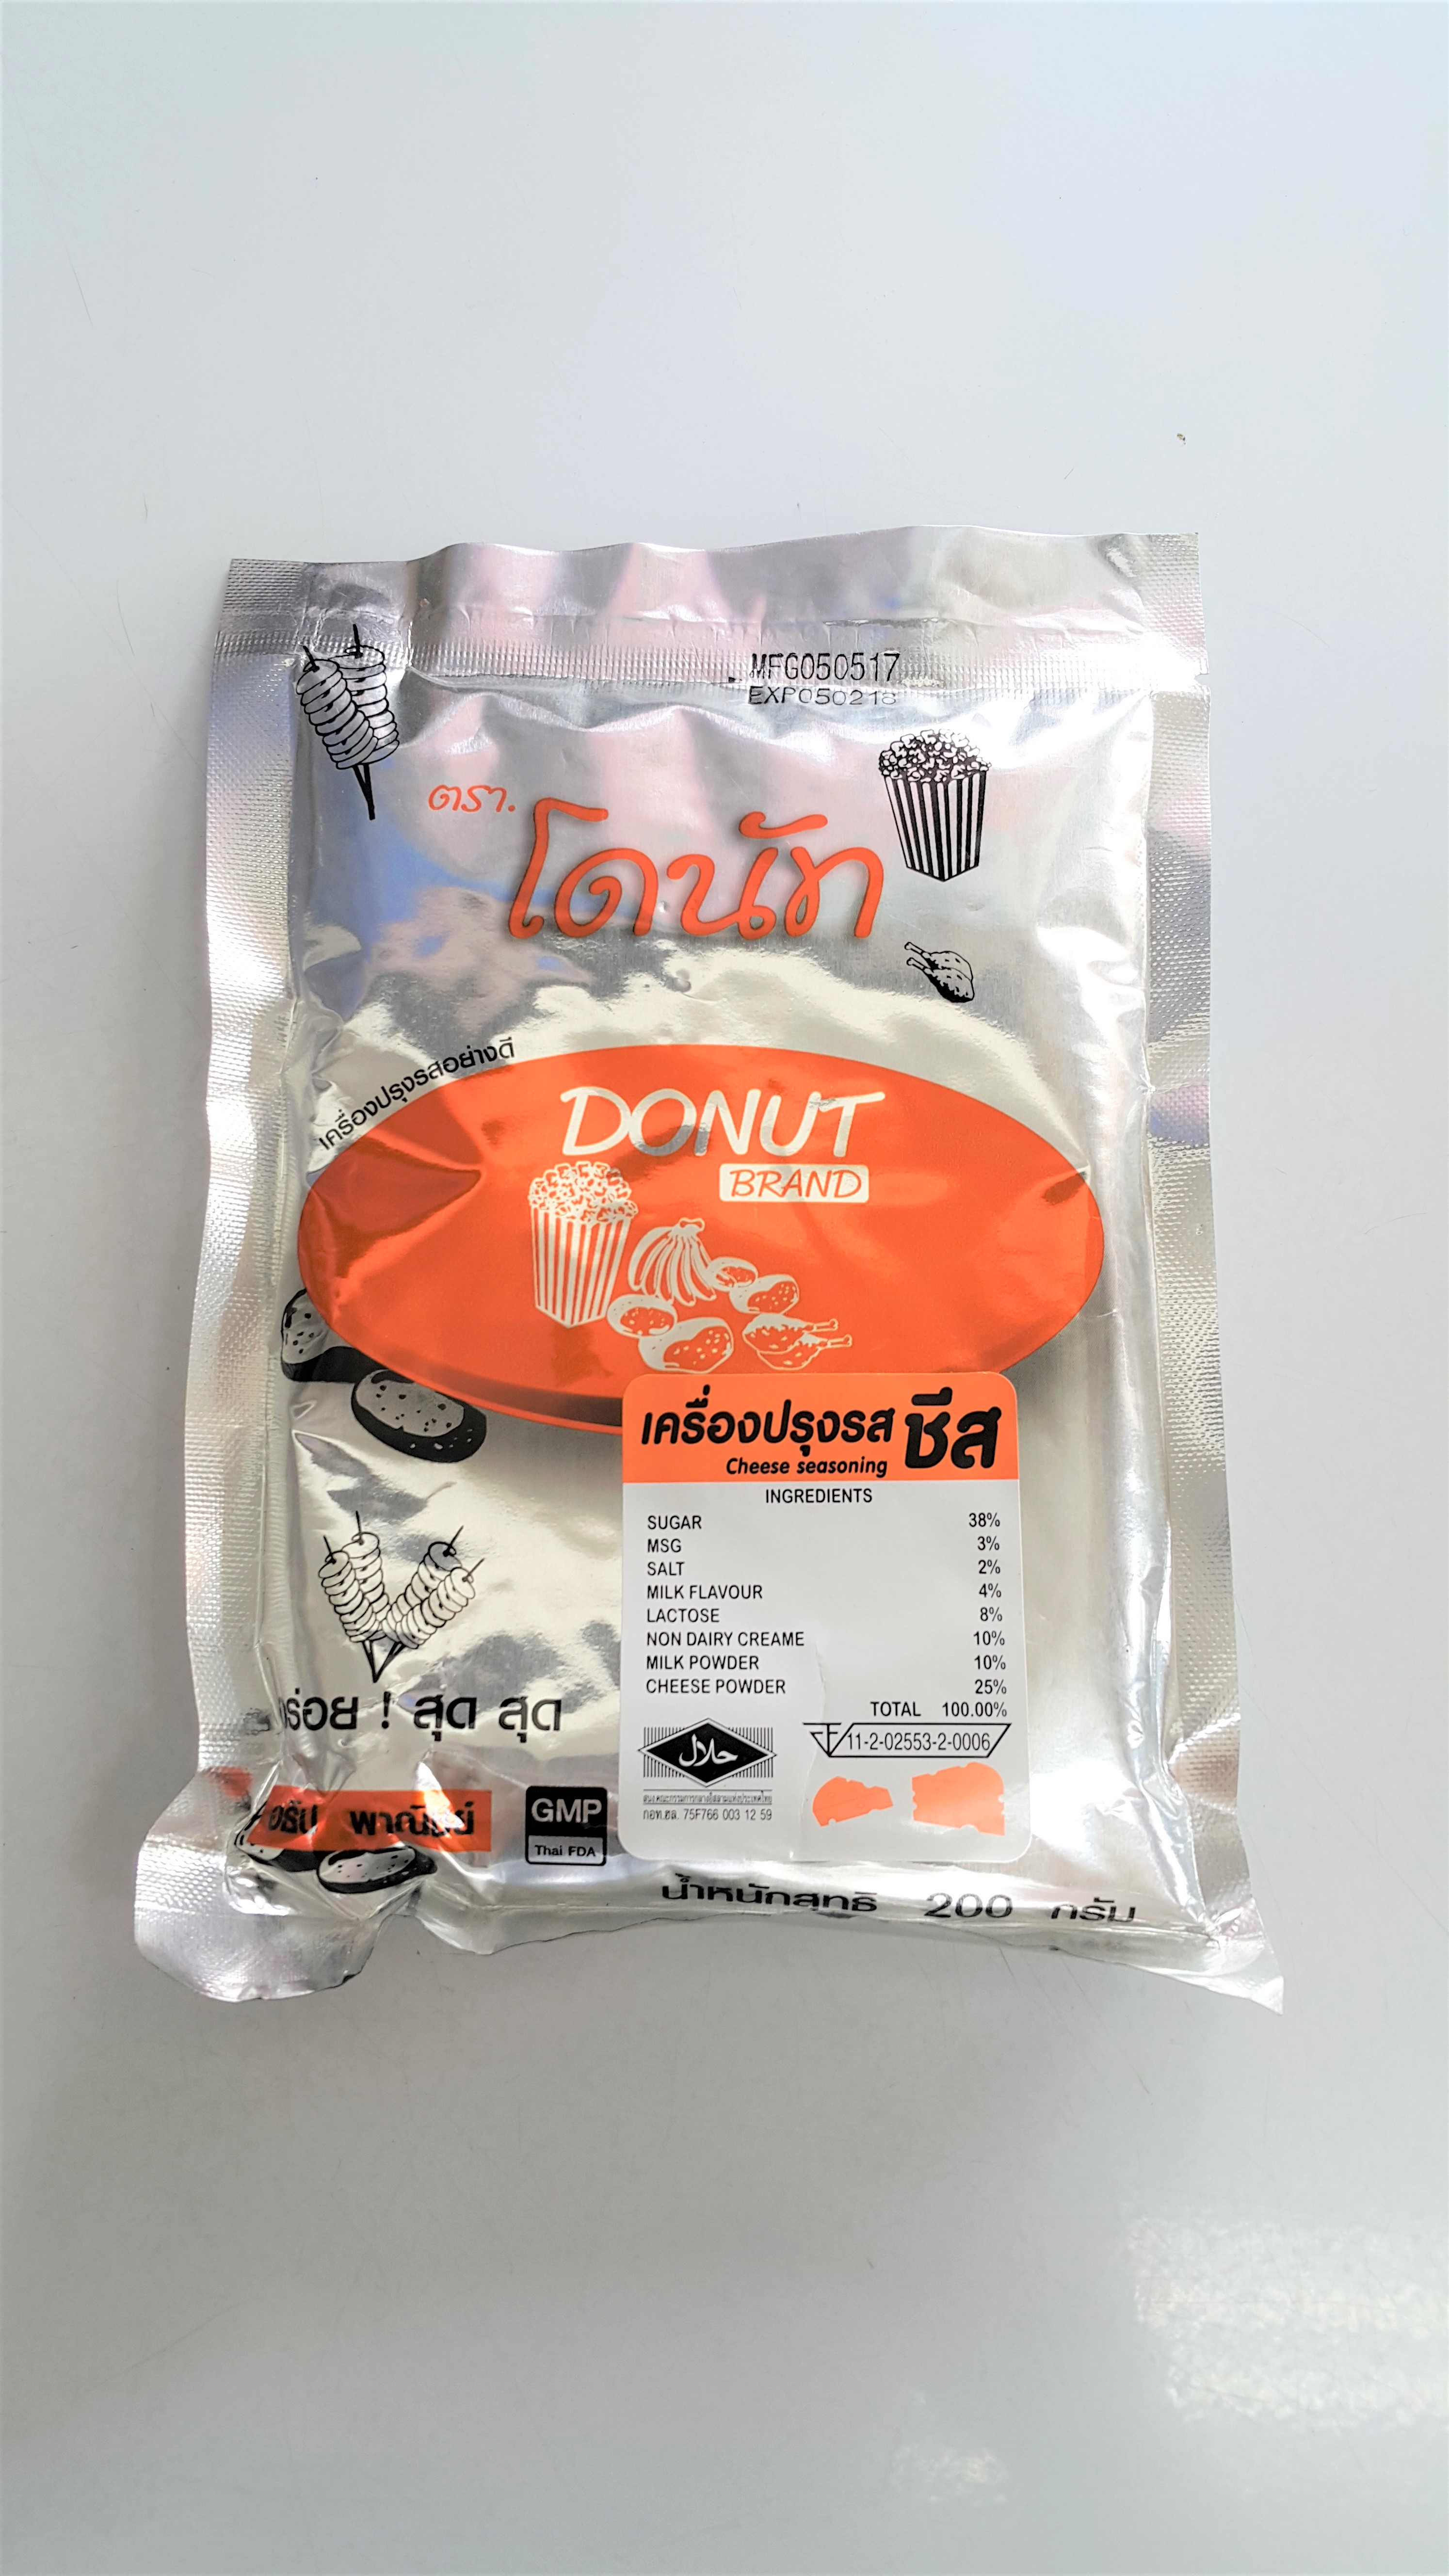 MFG050517
EXP050218
ตรา.
โดนัท
เครื่องปรุงรสอย่างดี
DONUT
BRAND
เครื่องปรุงรส ชีส
Cheese seasoning
INGREDIENTS
SUGAR 38%
MSG 3%
SALT 2%
MILK FLAVOUR 4%
LACTOSE 8%
NON DAIRY CREAME 10%
MILK POWDER 10%
CHEESE POWDER 25%
TOTAL 100.00%
حلال
11-2-02553-2-0006
กอท.ฮล. 75F766 003 12 59
ร่อย ! สุด สุด
พาณิชย์
GMP
Thai FDA
น้ำหนักสุทธิ 200 กรัม